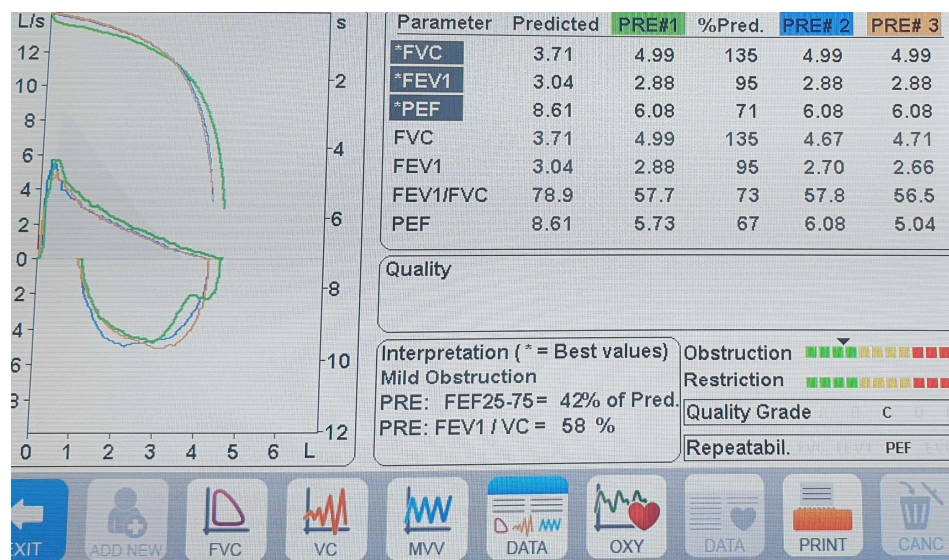 L/s
s
12
10
8
6
4
2
0
2
4
6
8
2
4
6
8
10
12
0 1 2 3 4 5 6 L
Parameter Predicted PRE#1 %Pred. PRE# 2 PRE# 3
*FVC 3.71 4.99 135 4.99 4.99
*FEV1 3.04 2.88 95 2.88 2.88
*PEF 8.61 6.08 71 6.08 6.08
FVC 3.71 4.99 135 4.67 4.71
FEV1 3.04 2.88 95 2.70 2.66
FEV1/FVC 78.9 57.7 73 57.8 56.5
PEF 8.61 5.73 67 6.08 5.04
Quality
Interpretation ( * = Best values)
Mild Obstruction
PRE: FEF25-75= 42% of Pred.
PRE: FEV1 / VC = 58 %
Obstruction
Restriction
Quality Grade C
Repeatabil. PEF
EXIT
ADD NEW
FVC
VC
MVV
DATA
OXY
DATA
PRINT
CANC